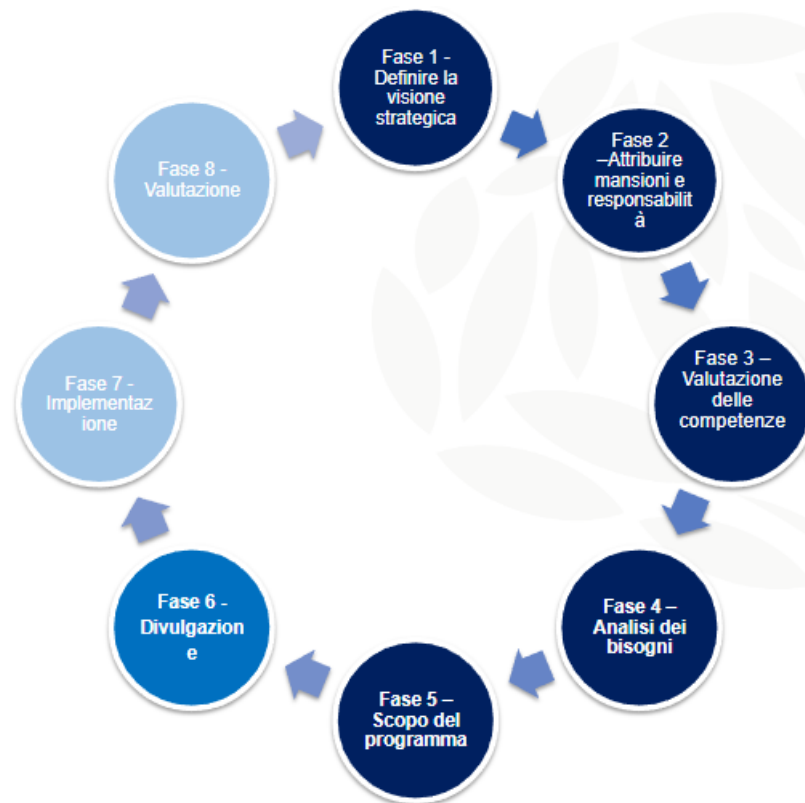 Fase 1 -
Definire la
visione
strategica
Fase 2
–Attribuire
mansioni e
responsabilit
à
Fase 3 –
Valutazione
delle
competenze
Fase 4 –
Analisi dei
bisogni
Fase 5 –
Scopo del
programma
Fase 6 -
Divulgazion
e
Fase 7 -
Implementaz
ione
Fase 8 -
Valutazione